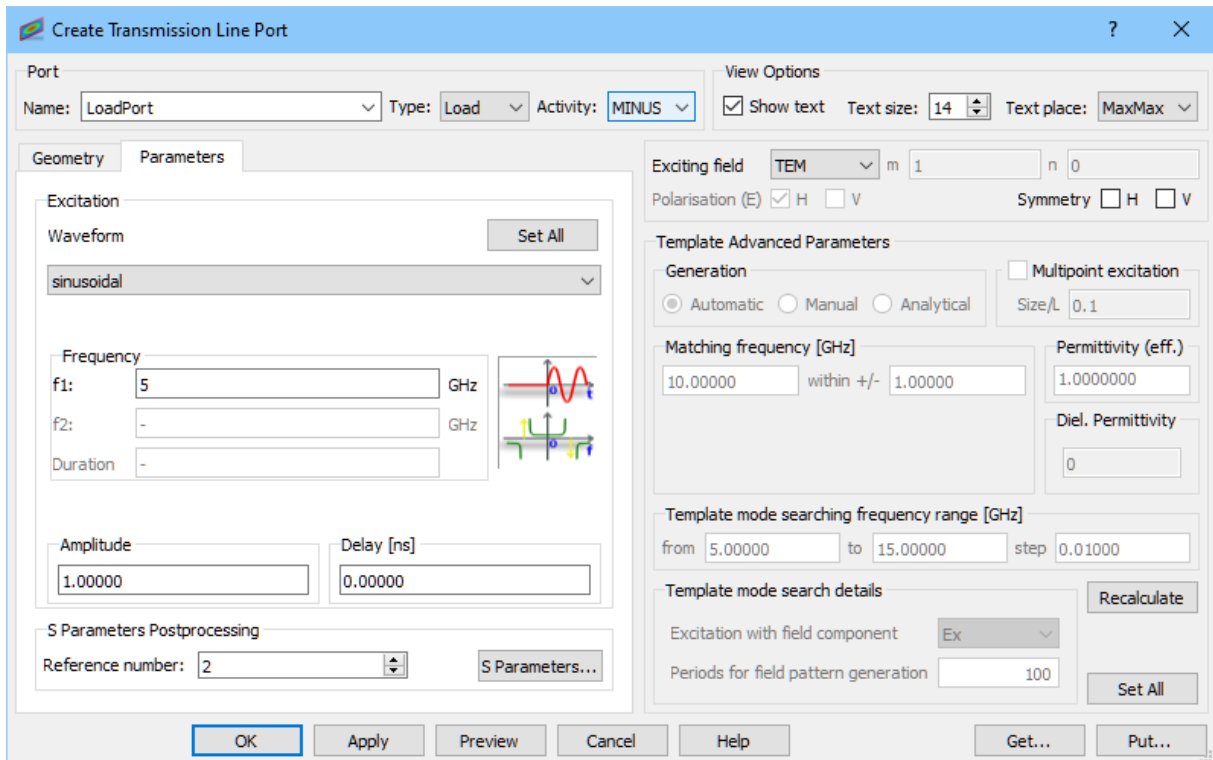 Create Transmission Line Port
? ×
Port
Name: LoadPort Type: Load Activity: MINUS
View Options
Show text Text size: 14 Text place: MaxMax
Geometry Parameters
Excitation
Waveform Set All
sinusoidal
Frequency
f1: 5 GHz
f2: - GHz
Duration -
0 t
0 f
Amplitude
1.00000
Delay [ns]
0.00000
S Parameters Postprocessing
Reference number: 2 S Parameters...
Exciting field TEM m 1 n 0
Polarisation (E) H V Symmetry H V
Template Advanced Parameters
Generation
Automatic Manual Analytical
Multipoint excitation
Size/L 0.1
Matching frequency [GHz]
10.00000 within +/- 1.00000
Permittivity (eff.)
1.0000000
Diel. Permittivity
0
Template mode searching frequency range [GHz]
from 5.00000 to 15.00000 step 0.01000
Template mode search details
Excitation with field component Ex
Periods for field pattern generation 100
Recalculate
Set All
OK Apply Preview Cancel Help Get... Put...